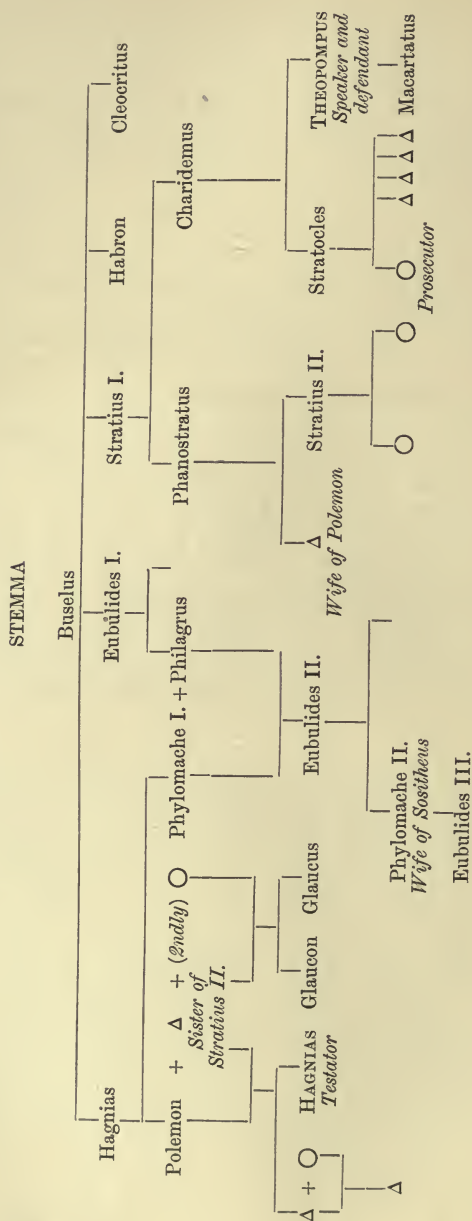 STEMMA
Buselus
Hagnias Eubulides I. Stratius I. Habron Cleocritus
Polemon + Δ + (2ndly) O Phylomache I. + Philagrus Phanostratus Charidemus
Sister of
Stratius II.
Δ + O HAGNIAS Glaucon Glaucus Eubulides II. Δ Stratius II. Stratocles THEOPOMPUS
Testator Wife of Polemon Speaker and
defendant
Δ Phylomache II. O O O Δ Δ Δ Δ Macartatus
Wife of Sositheus Prosecutor
Eubulides III.